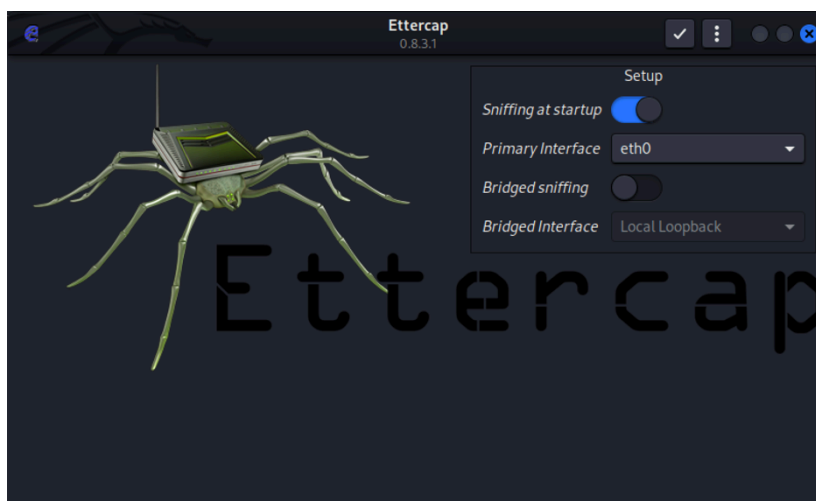 Ettercap
0.8.3.1
Setup
Sniffing at startup
Primary Interface eth0
Bridged sniffing
Bridged Interface Local Loopback
Ettercap